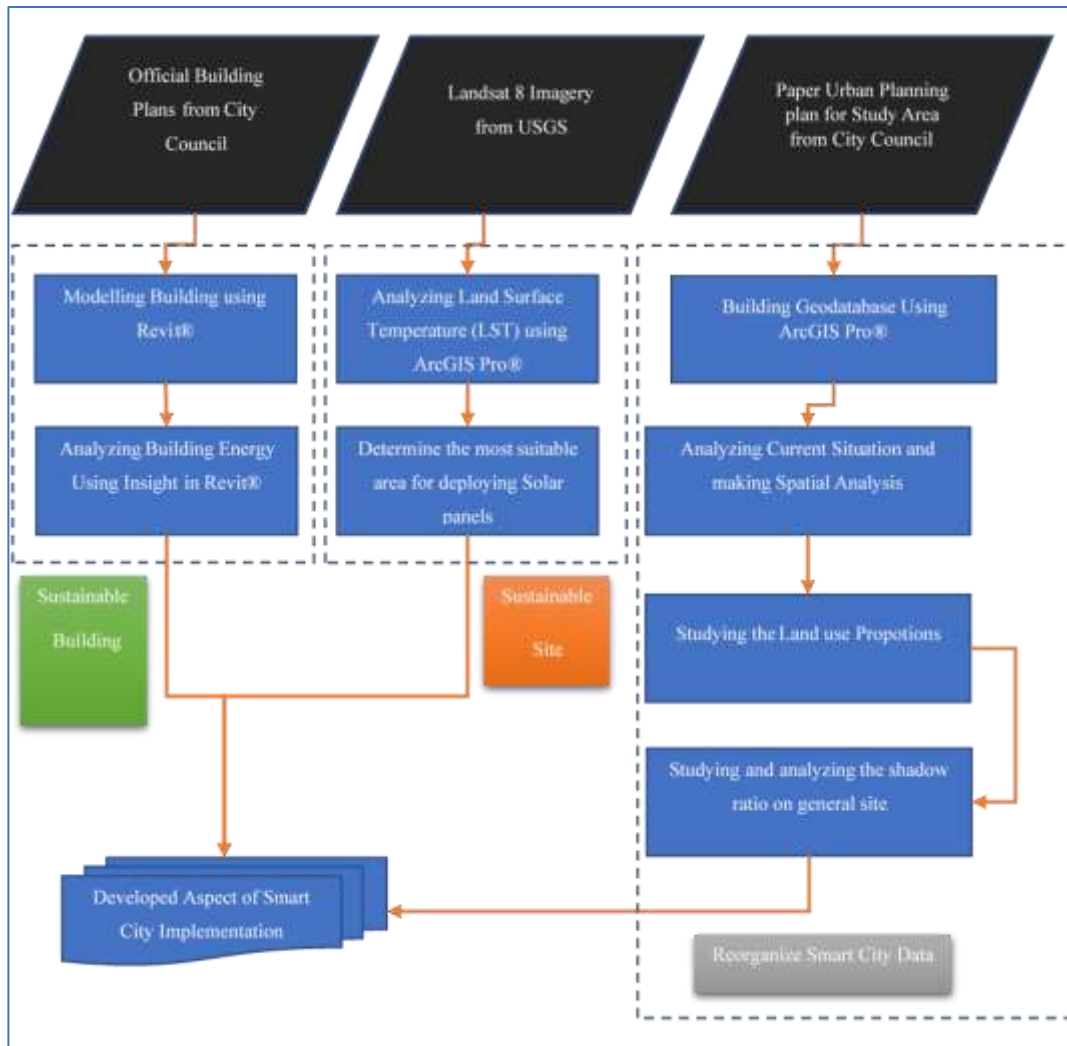 Official Building
Plans from City
Council
Landsat 8 Imagery
from USGS
Paper Urban Planning
plan for Study Area
from City Council
Modelling Building using
Revit®
Analyzing Land Surface
Temperature (LST) using
ArcGIS Pro®
Building Geodatabase Using
ArcGIS Pro®
Analyzing Building Energy
Using Insight in Revit®
Determine the most suitable
area for deploying Solar
panels
Analyzing Current Situation and
making Spatial Analysis
Sustainable
Building
Sustainable
Site
Studying the Land use Propotions
Studying and analyzing the shadow
ratio on general site
Developed Aspect of Smart
City Implementation
Reorganize Smart City Data